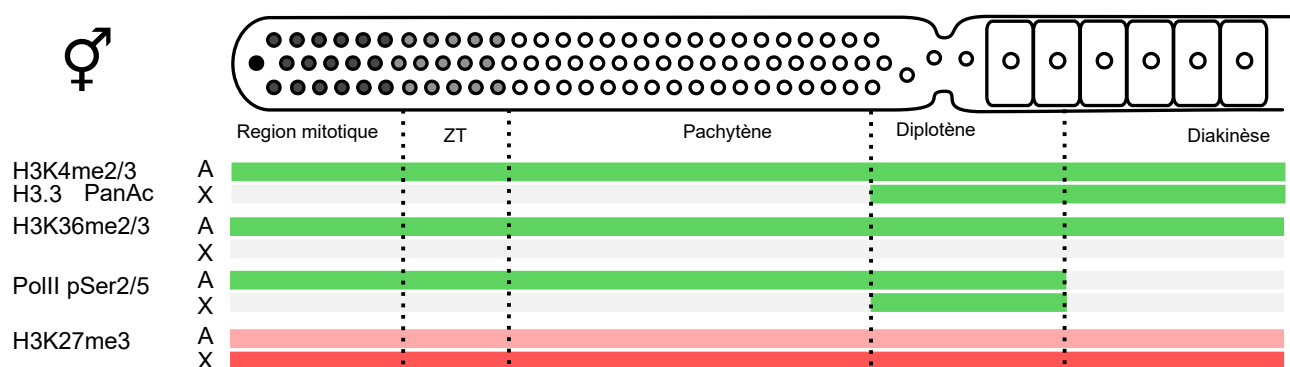 Region mitotique ZT Pachytène Diplotène Diakinèse
H3K4me2/3 A
H3.3 PanAc X
H3K36me2/3 A
X
PolII pSer2/5 A
X
H3K27me3 A
X